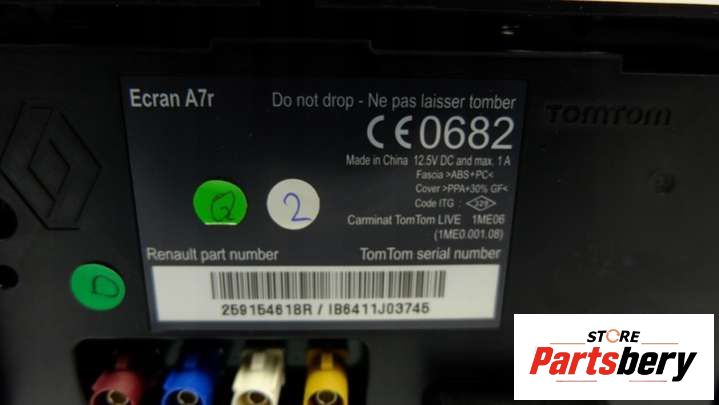 Ecran A7r
Do not drop - Ne pas laisser tomber
TOMTOM
CE0682
Made in China 12.5V DC and max. 1 A
Fascia >ABS+PC<
Cover >PPA+30% GF<
Code ITG :
Carminat TomTom LIVE 1ME06
(1ME0.001.08)
2
Renault part number
TomTom serial number
D
259154618R / IB6411J03745
STORE
Partsbery